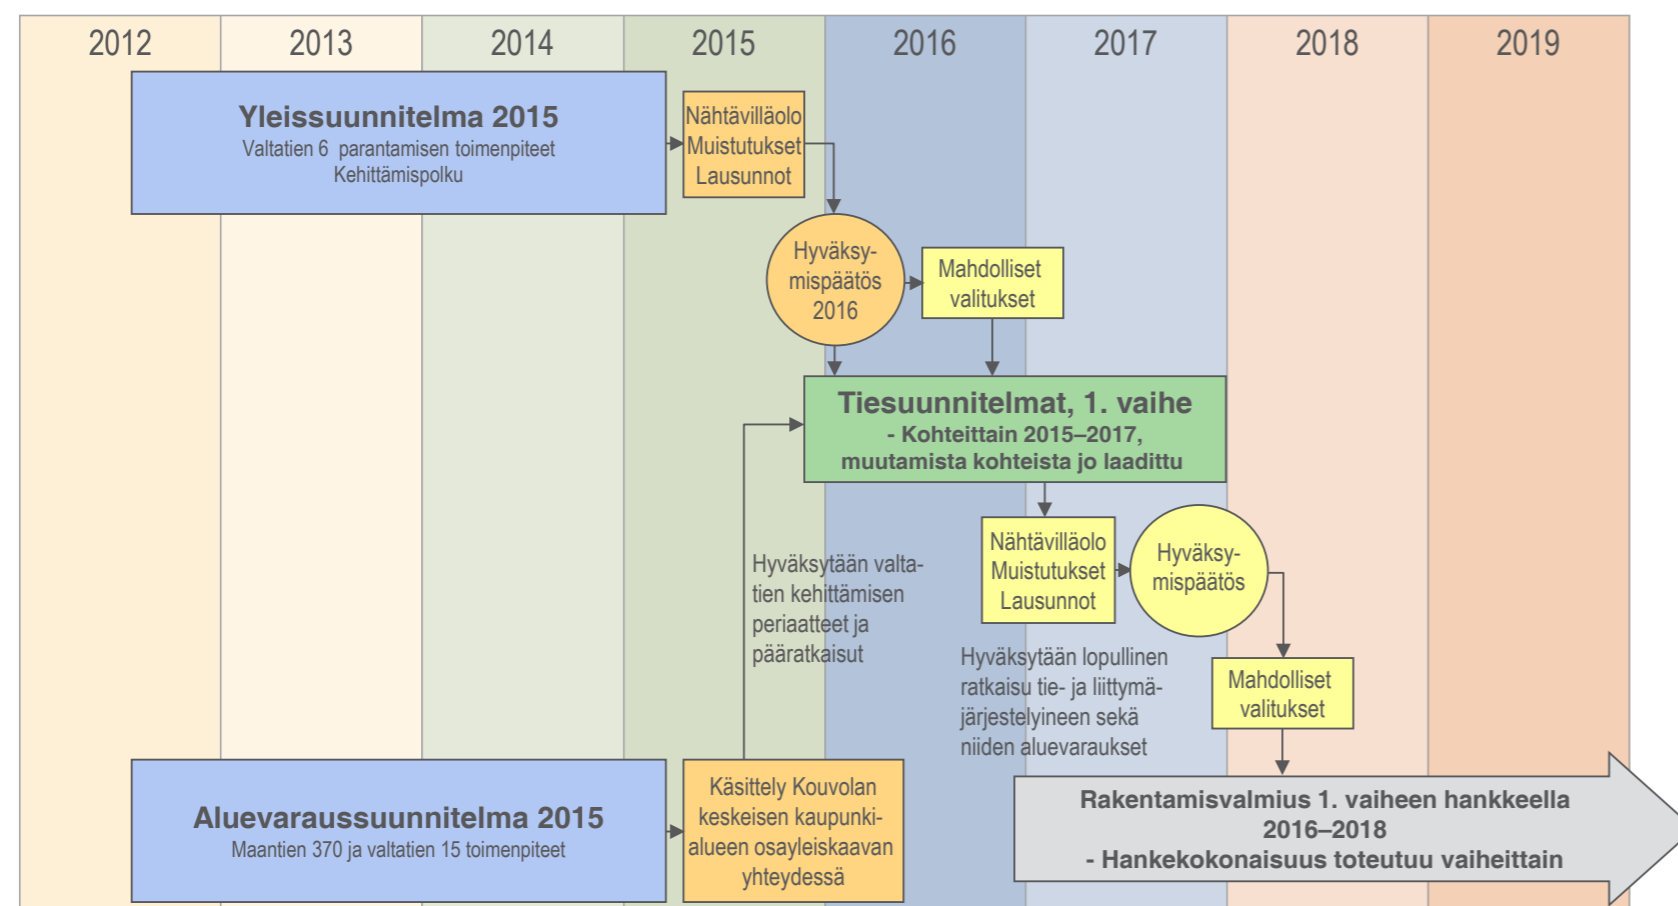 2012
2013
2014
2015
2016
2017
2018
2019
Yleissuunnitelma 2015
Valtatien 6 parantamisen toimenpiteet
Kehittämispolku
Nähtävilläolo
Muistutukset
Lausunnot
Hyväksy-
mispäätös
2016
Mahdolliset
valitukset
Tiesuunnitelmat, 1. vaihe
- Kohteittain 2015–2017,
muutamista kohteista jo laadittu
Hyväksytään valta-
tien kehittämisen
periaatteet ja
pääratkaisut
Nähtävilläolo
Muistutukset
Lausunnot
Hyväksy-
mispäätös
Hyväksytään lopullinen
ratkaisu tie- ja liittymä-
järjestelyineen sekä
niiden aluevaraukset
Mahdolliset
valitukset
Aluevaraussuunnitelma 2015
Maantien 370 ja valtatien 15 toimenpiteet
Käsittely Kouvolan
keskeisen kaupunki-
alueen osayleiskaavan
yhteydessä
Rakentamisvalmius 1. vaiheen hankkeella
2016–2018
- Hankekokonaisuus toteutuu vaiheittain